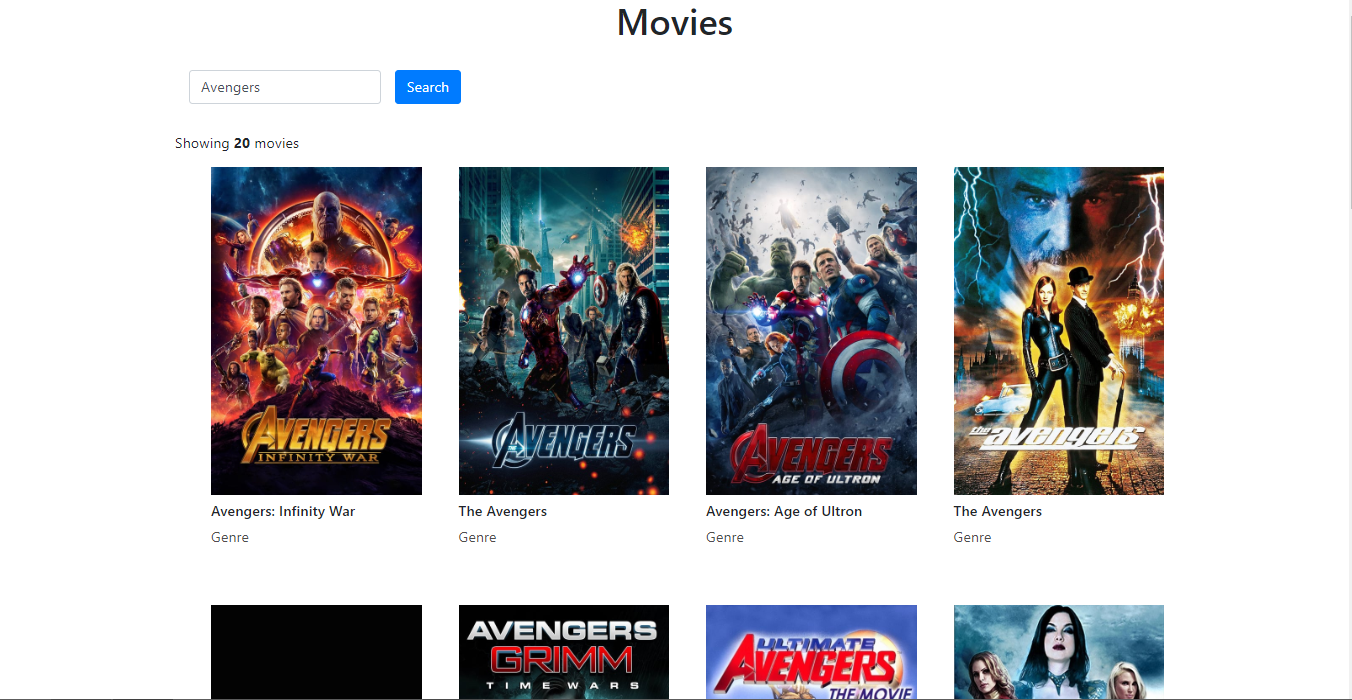 Movies
Avengers
Search
Showing 20 movies
AVENGERS
INFINITY WAR
AVENGERS
AVENGERS
AGE OF ULTRON
the avengers
Avengers: Infinity War
The Avengers
Avengers: Age of Ultron
The Avengers
Genre
Genre
Genre
Genre
AVENGERS
GRIMM
TIME WARS
ULTIMATE
AVENGERS
THE MOVIE